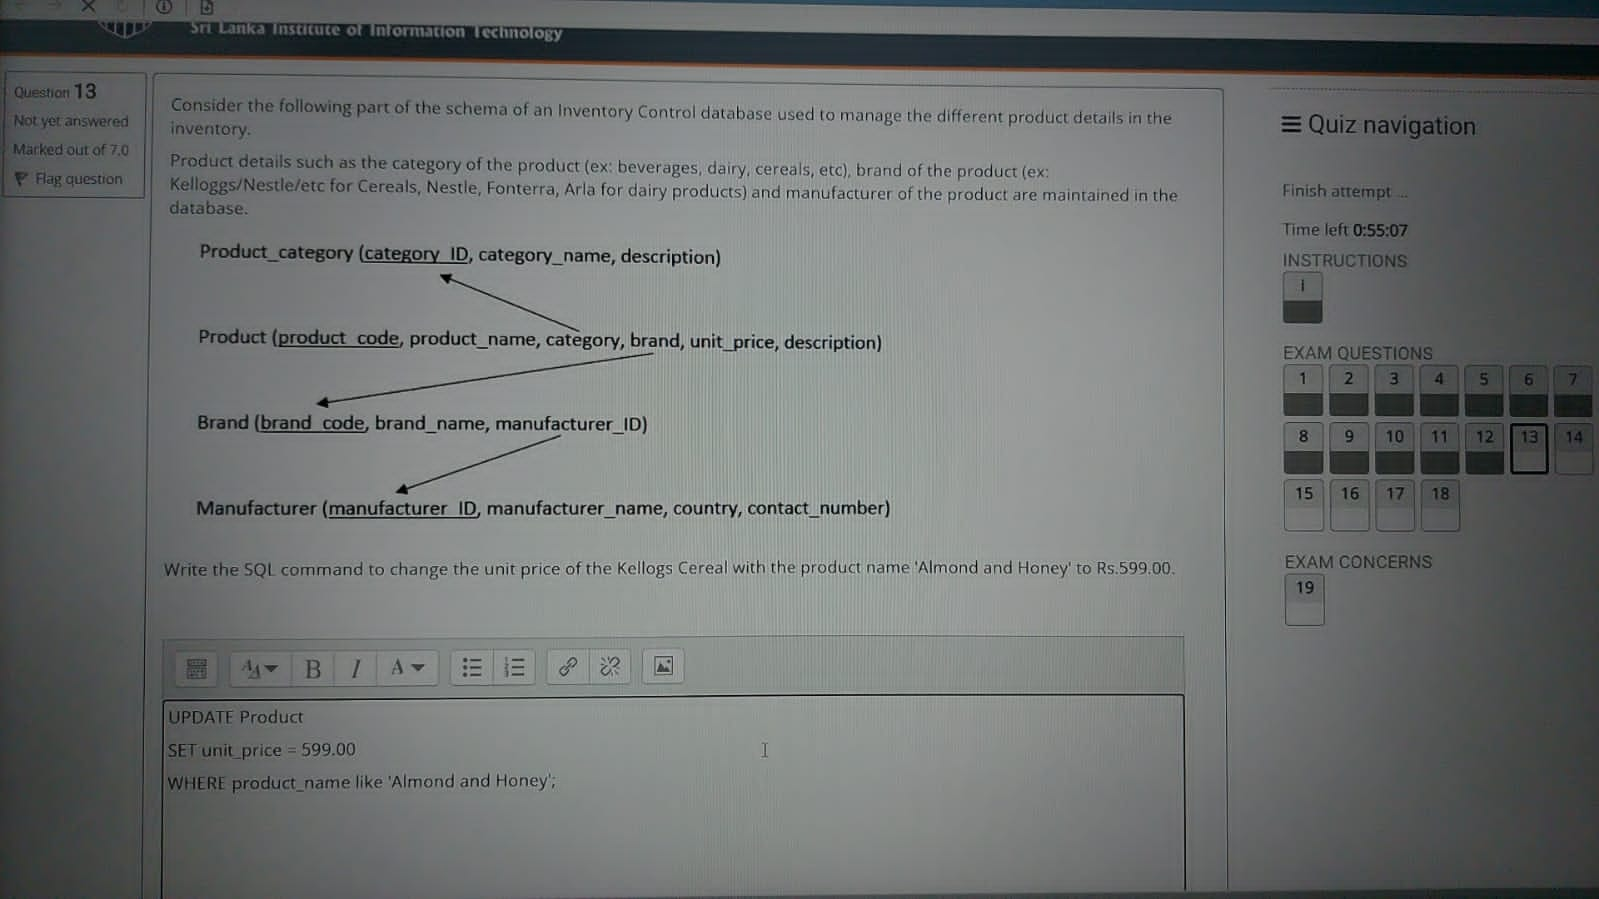 Sri Lanka Institute of Information Technology
Question 13
Not yet answered
Marked out of 7.0
Flag question
Consider the following part of the schema of an Inventory Control database used to manage the different product details in the
inventory.
Product details such as the category of the product (ex: beverages, dairy, cereals, etc), brand of the product (ex:
Kelloggs/Nestle/etc for Cereals, Nestle, Fonterra, Arla for dairy products) and manufacturer of the product are maintained in the
database.
Product_category (category_ID, category_name, description)
Product (product_code, product_name, category, brand, unit_price, description)
Brand (brand_code, brand_name, manufacturer_ID)
Manufacturer (manufacturer_ID, manufacturer_name, country, contact_number)
Write the SQL command to change the unit price of the Kellogs Cereal with the product name 'Almond and Honey' to Rs.599.00.
B I A
UPDATE Product
SET unit_price = 599.00
WHERE product_name like 'Almond and Honey';
Quiz navigation
Finish attempt ...
Time left 0:55:07
INSTRUCTIONS
i
EXAM QUESTIONS
1 2 3 4 5 6 7
8 9 10 11 12 13 14
15 16 17 18
EXAM CONCERNS
19